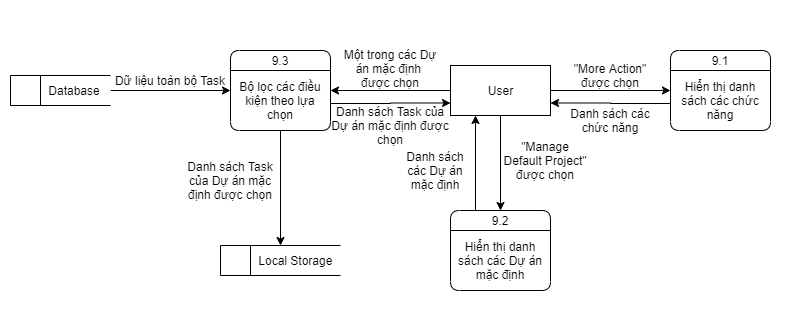 9.3
Bộ lọc các điều
kiện theo lựa
chọn
Database
Dữ liệu toàn bộ Task
Một trong các Dự
án mặc định
được chọn
User
"More Action"
được chọn
9.1
Hiển thị danh
sách các chức
năng
Danh sách Task của
Dự án mặc định được
chọn
Danh sách các
chức năng
Danh sách Task
của Dự án mặc
định được chọn
Danh sách
các Dự án
mặc định
"Manage
Default Project"
được chọn
9.2
Hiển thị danh
sách các Dự án
mặc định
Local Storage